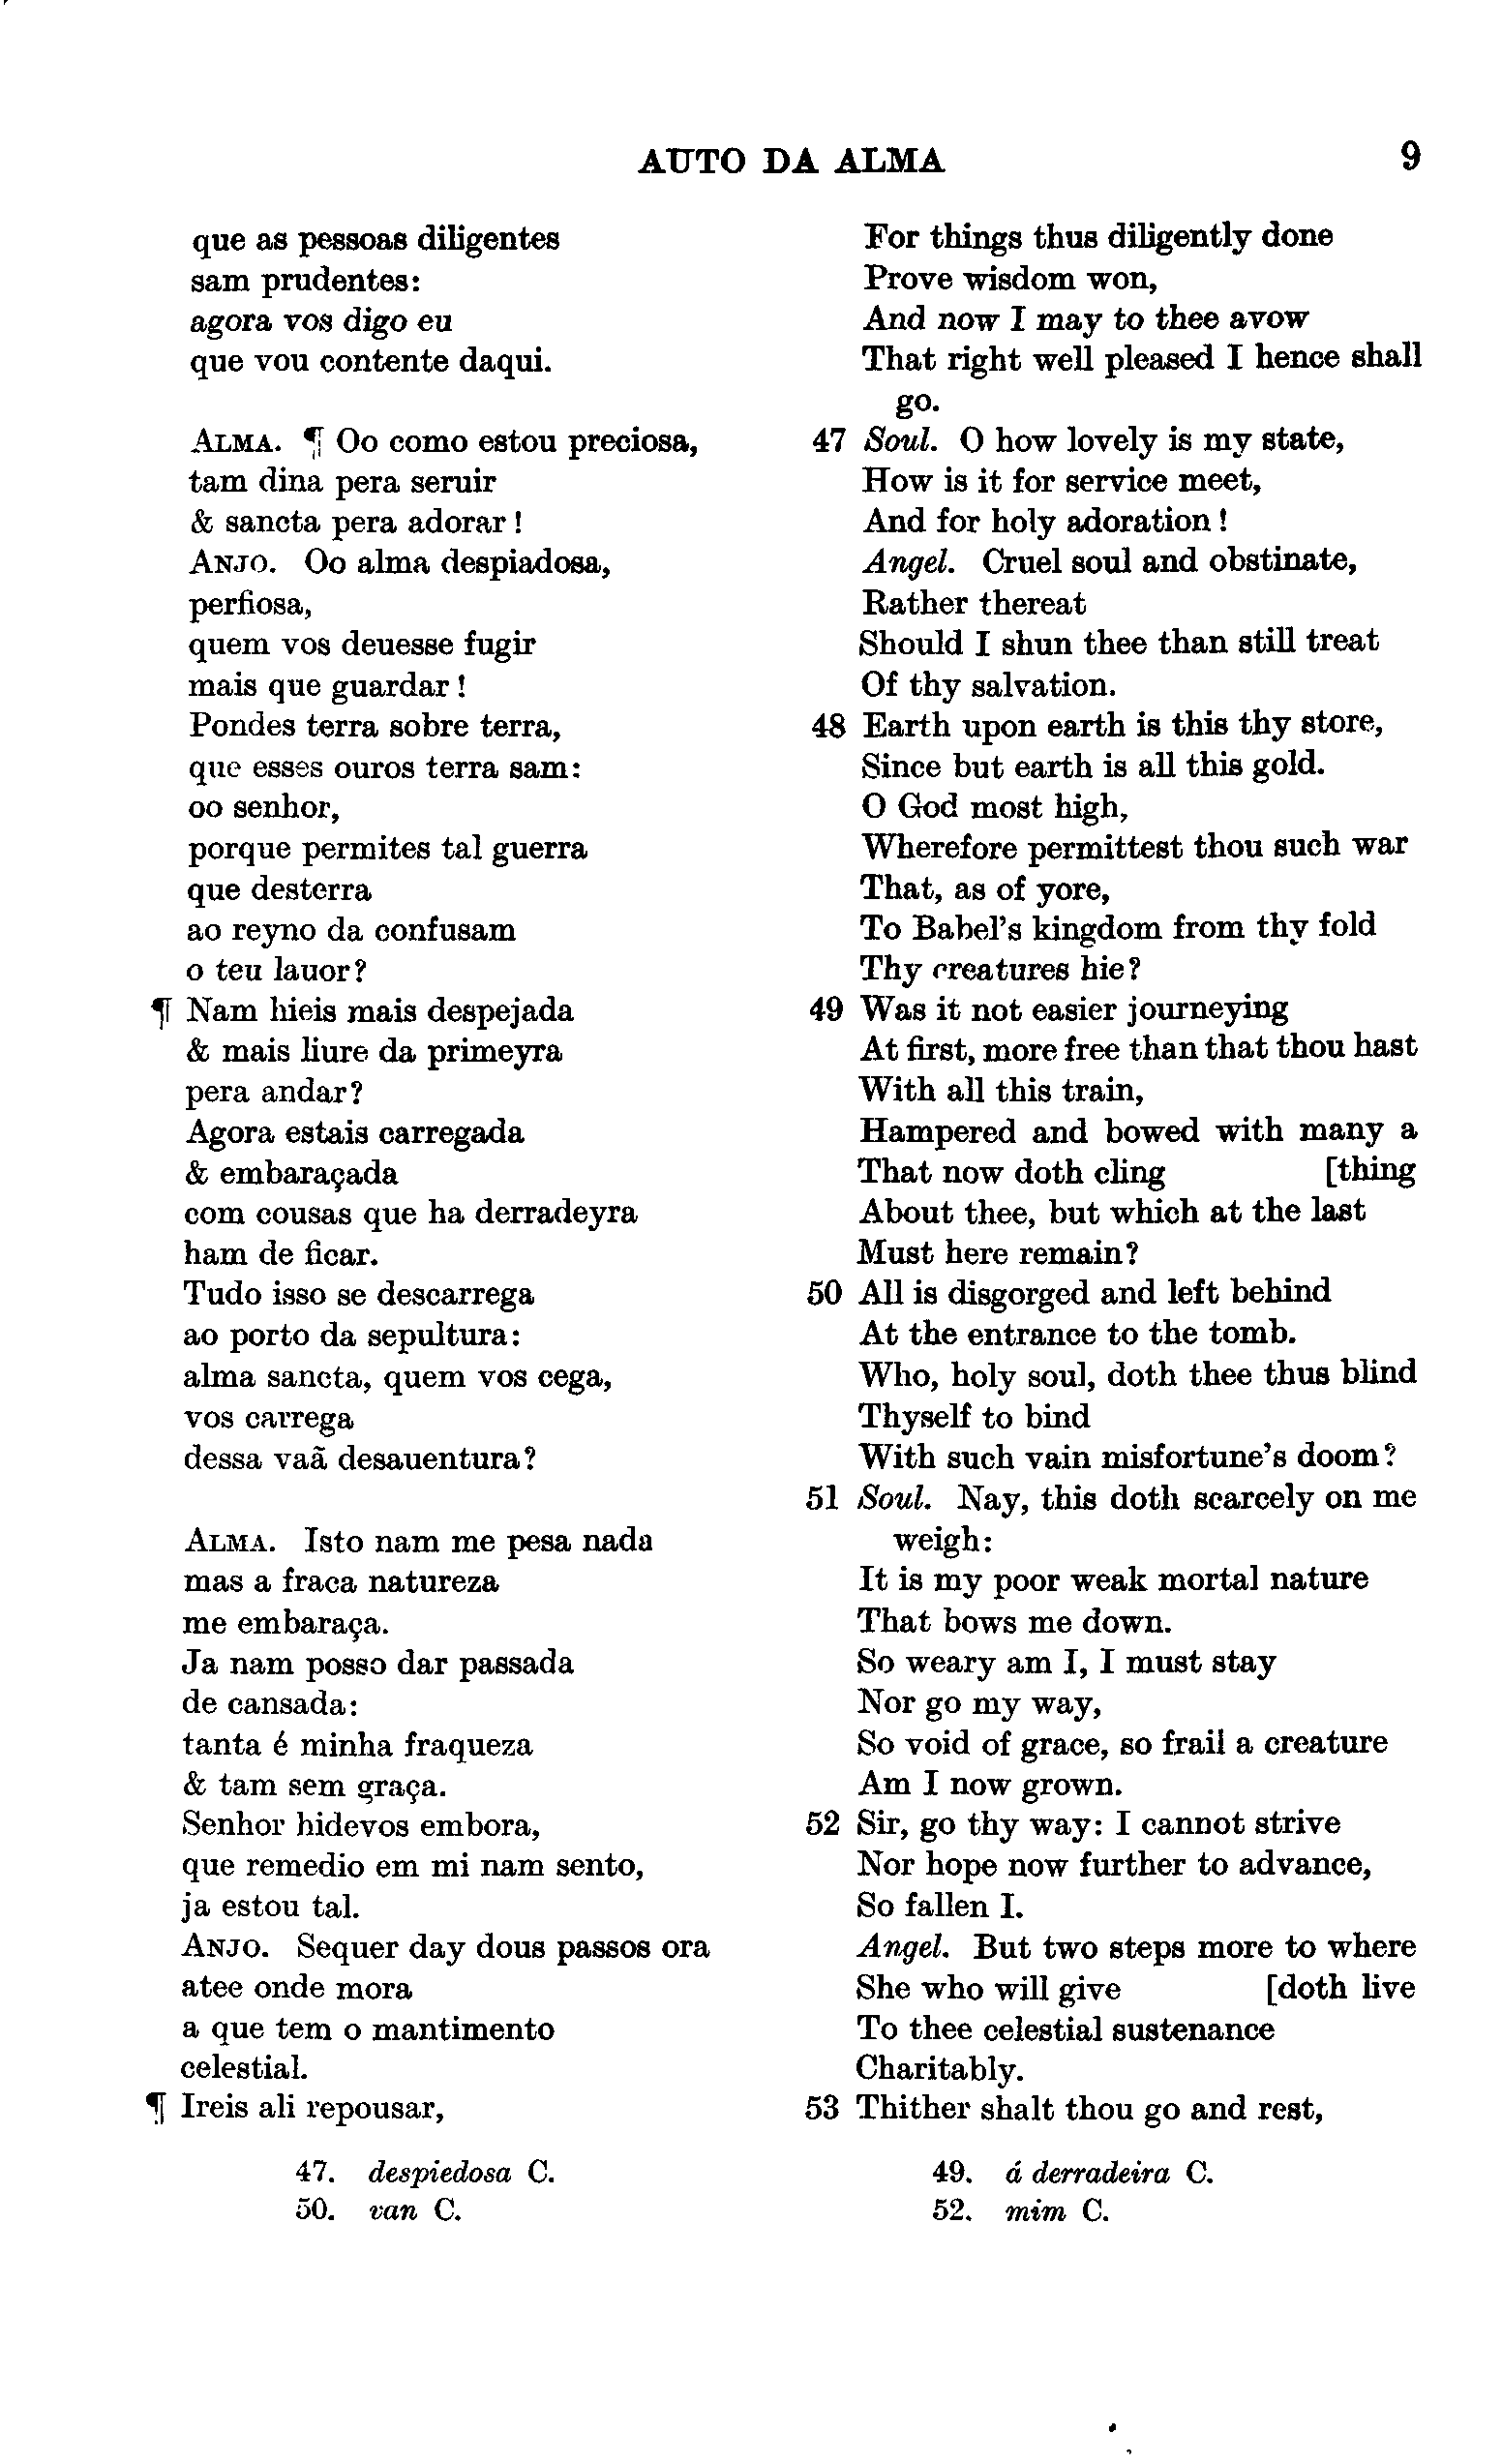 AUTO DA ALMA 9
que as pessoas diligentes
sam prudentes:
agora vos digo eu
que vou contente daqui.
ALMA. ¶ Oo como estou preciosa,
tam dina pera seruir
& sancta pera adorar!
ANJO. Oo alma despiadosa,
perfiosa,
quem vos deuesse fugir
mais que guardar!
Pondes terra sobre terra,
que esses ouros terra sam:
oo senhor,
porque permites tal guerra
que desterra
ao reyno da confusam
o teu lauor?
¶ Nam hieis mais despejada
& mais liure da primeyra
pera andar?
Agora estais carregada
& embaraçada
com cousas que ha derradeyra
ham de ficar.
Tudo isso se descarrega
ao porto da sepultura:
alma sancta, quem vos cega,
vos carrega
dessa vaã desauentura?
ALMA. Isto nam me pesa nada
mas a fraca natureza
me embaraça.
Ja nam posso dar passada
de cansada:
tanta é minha fraqueza
& tam sem graça.
Senhor hidevos embora,
que remedio em mi nam sento,
ja estou tal.
ANJO. Sequer day dous passos ora
atee onde mora
a que tem o mantimento
celestial.
¶ Ireis ali repousar,
For things thus diligently done
Prove wisdom won,
And now I may to thee avow
That right well pleased I hence shall
go.
47 Soul. O how lovely is my state,
How is it for service meet,
And for holy adoration!
Angel. Cruel soul and obstinate,
Rather thereat
Should I shun thee than still treat
Of thy salvation.
48 Earth upon earth is this thy store,
Since but earth is all this gold.
O God most high,
Wherefore permittest thou such war
That, as of yore,
To Babel's kingdom from thy fold
Thy creatures hie?
49 Was it not easier journeying
At first, more free than that thou hast
With all this train,
Hampered and bowed with many a
That now doth cling [thing
About thee, but which at the last
Must here remain?
50 All is disgorged and left behind
At the entrance to the tomb.
Who, holy soul, doth thee thus blind
Thyself to bind
With such vain misfortune's doom?
51 Soul. Nay, this doth scarcely on me
weigh:
It is my poor weak mortal nature
That bows me down.
So weary am I, I must stay
Nor go my way,
So void of grace, so frail a creature
Am I now grown.
52 Sir, go thy way: I cannot strive
Nor hope now further to advance,
So fallen I.
Angel. But two steps more to where
She who will give [doth live
To thee celestial sustenance
Charitably.
53 Thither shalt thou go and rest,
47. despiedosa C.
50. van C.
49. á derradeira C.
52. mim C.